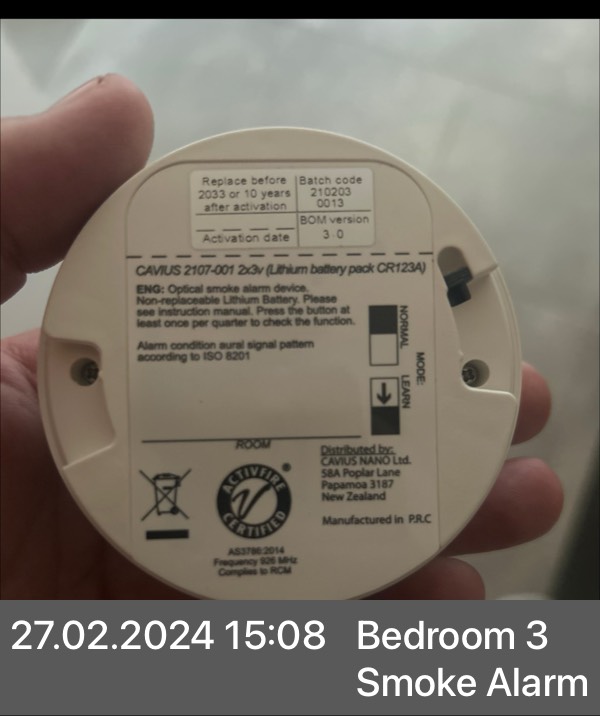 Replace before
2033 or 10 years
after activation
Activation date
Batch code
210203
0013
BOM version
3.0
CAVIUS 2107-001 2x3v (Lithium battery pack CR123A)
ENG: Optical smoke alarm device.
Non-replaceable Lithium Battery. Please
see instruction manual. Press the button at
least once per quarter to check the function.
Alarm condition aural signal pattern
according to ISO 8201
NORMAL
MODE:
LEARN
ROOM
ACTIVFIRE
CERTIFIED
®
AS3786:2014
Frequency 926 MHz
Complies to RCM
Distributed by:
CAVIUS NANO Ltd.
58A Poplar Lane
Papamoa 3187
New Zealand
Manufactured in P.R.C
27.02.2024 15:08 Bedroom 3
Smoke Alarm